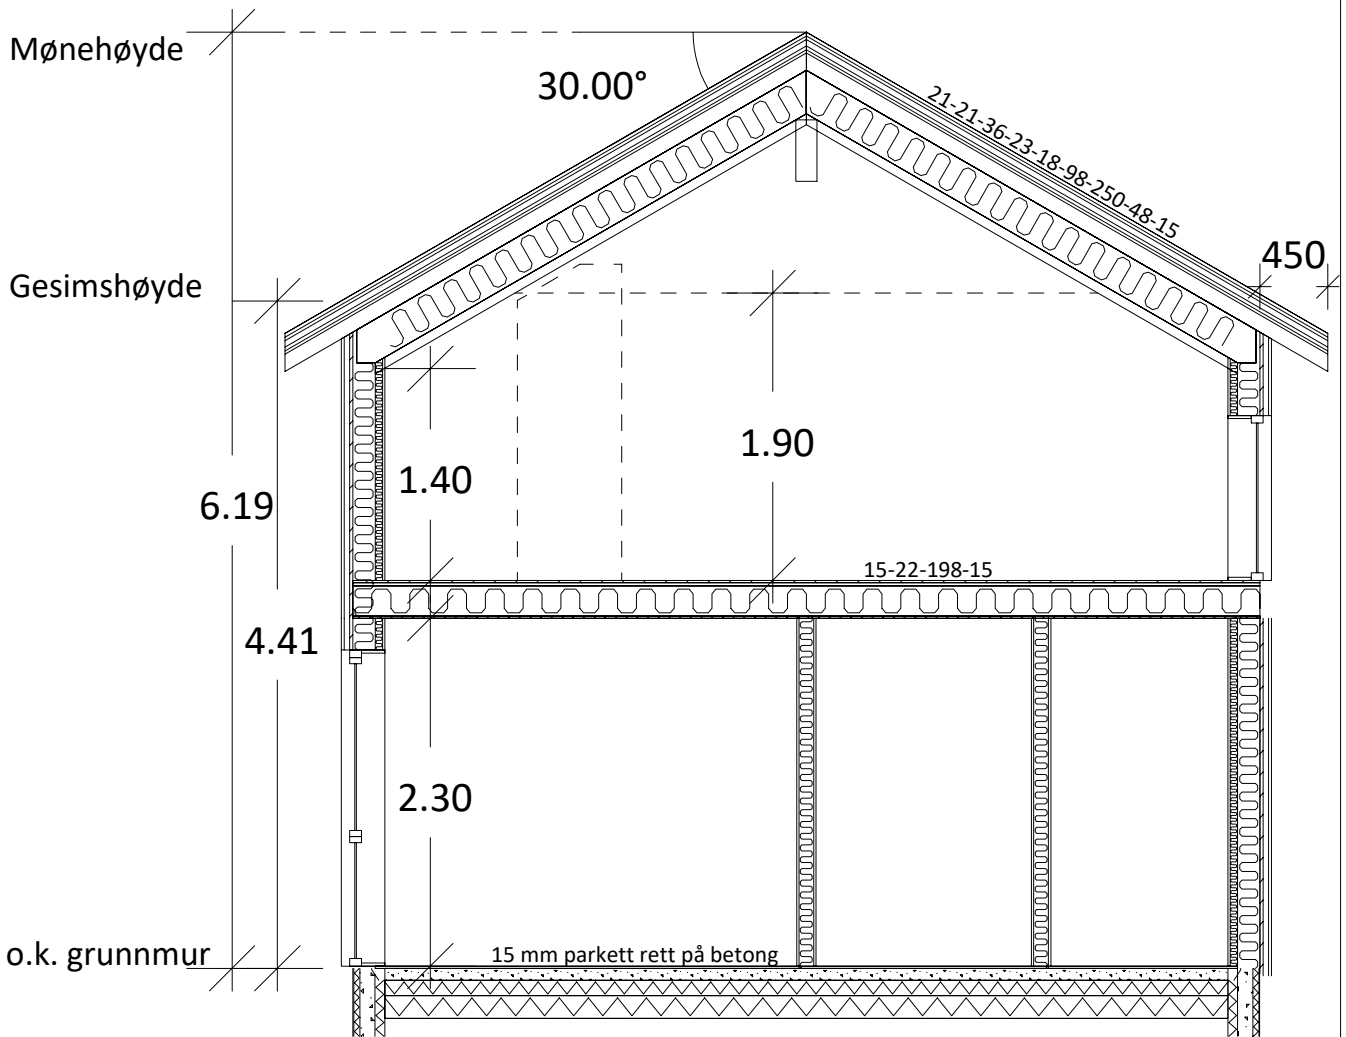 Mønehøyde
30.00°
21-21-36-23-18-98-250-48-15
450
Gesimshøyde
1.90
1.40
6.19
15-22-198-15
4.41
2.30
o.k. grunnmur
15 mm parkett rett på betong